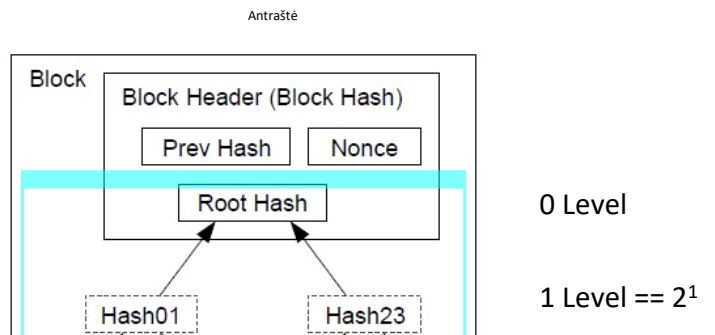 Antraštė
Block
Block Header (Block Hash)
Prev Hash Nonce
Root Hash
0 Level
Hash01 Hash23
1 Level == 2¹